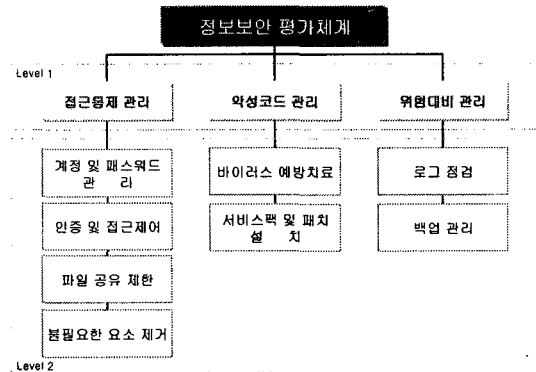 정보보안 평가체계
Level 1
접근통제 관리
악성코드 관리
위험대비 관리
계정 및 패스워드
관 리
바이러스 예방치료
로그 점검
인증 및 접근제어
서비스팩 및 패치
설 치
백업 관리
파일 공유 제한
불필요한 요소 제거
Level 2